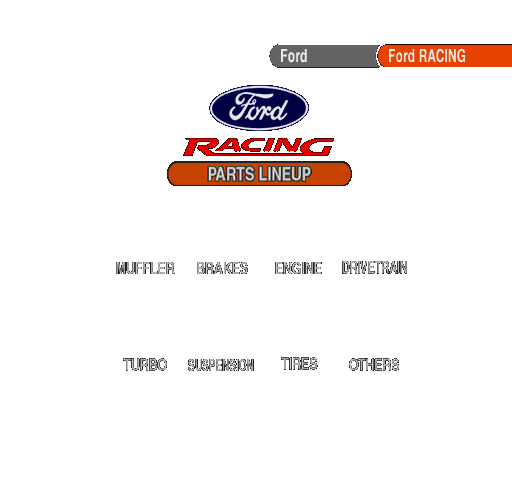 Ford Ford RACING
Ford
RACING
PARTS LINEUP
MUFFLER BRAKES ENGINE DRIVETRAIN
TURBO SUSPENSION TIRES OTHERS